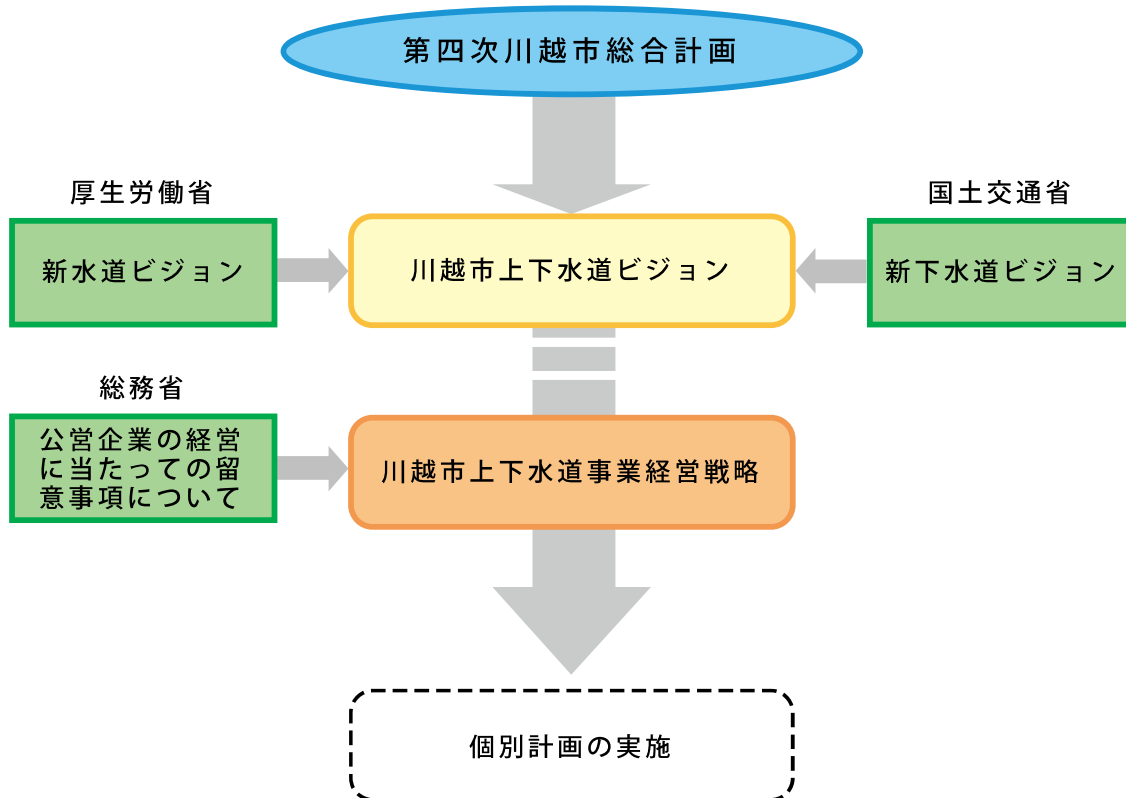 第四次川越市総合計画
厚生労働省
国土交通省
新水道ビジョン
川越市上下水道ビジョン
新下水道ビジョン
総務省
公営企業の経営
に当たっての留
意事項について
川越市上下水道事業経営戦略
個別計画の実施